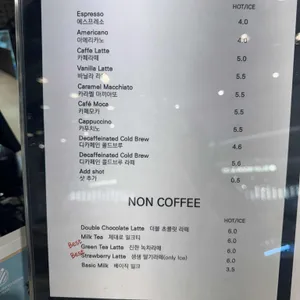 HOT/ICE
Espresso
에스프레소 4.0
Americano
아메리카노 4.0
Caffe Latte
카페라떼 5.0
Vanilla Latte
바닐라 라떼 5.5
Caramel Macchiato
카라멜 마끼아또 5.5
Café Moca
카페모카 5.5
Cappuccino
카푸치노 5.5
Decaffeinated Cold Brew
디카페인 콜드브루 4.6
Decaffeinated Cold Brew
디카페인 콜드브루 라떼 5.6
Add shot
샷 추가 0.5
NON COFFEE
HOT/ICE
Double Chocolate Latte 더블 초콜릿 라떼 6.0
Milk Tea 제대로 밀크티 6.0
Best Green Tea Latte 진한 녹차라떼 6.0
Best Strawberry Latte 생생 딸기라떼(only Ice) 6.0
Basic Milk 베이직 밀크 3.5